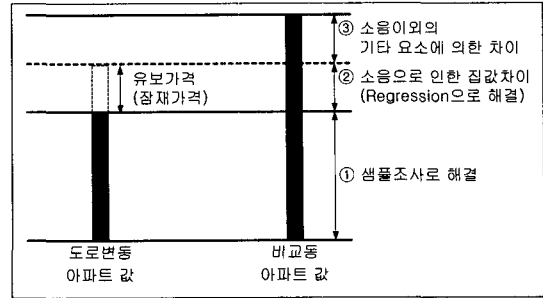 ③ 소음이외의
기타 요소에 의한 차이
유보가격
(잠재가격)
② 소음으로 인한 집값차이
(Regression으로 해결)
① 샘플조사로 해결
도로변동
아파트 값
비교동
아파트 값